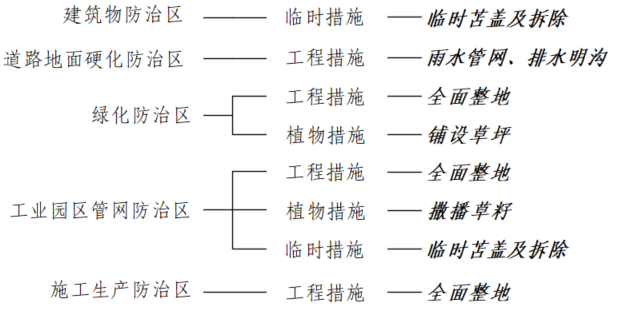 建筑物防治区 临时措施 临时苫盖及拆除
道路地面硬化防治区 工程措施 雨水管网、排水明沟
绿化防治区 工程措施 全面整地
植物措施 铺设草坪
工业园区管网防治区 工程措施 全面整地
植物措施 撒播草籽
临时措施 临时苫盖及拆除
施工生产防治区 工程措施 全面整地